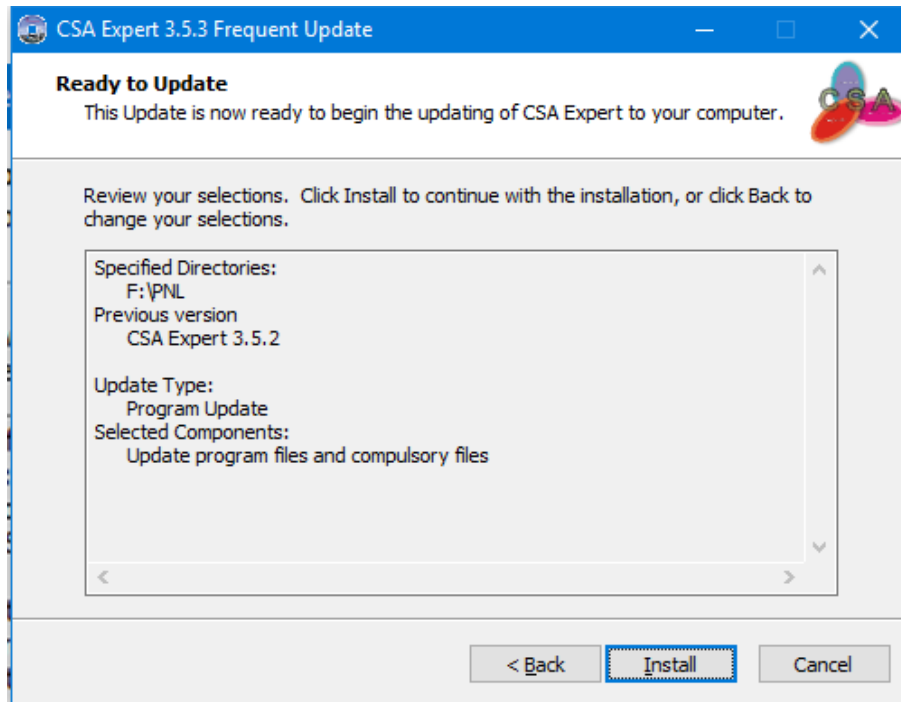 CSA Expert 3.5.3 Frequent Update
Ready to Update
This Update is now ready to begin the updating of CSA Expert to your computer.
CSA
Review your selections.  Click Install to continue with the installation, or click Back to
change your selections.
Specified Directories:
F:\PNL
Previous version
CSA Expert 3.5.2
Update Type:
Program Update
Selected Components:
Update program files and compulsory files
< Back
Install
Cancel